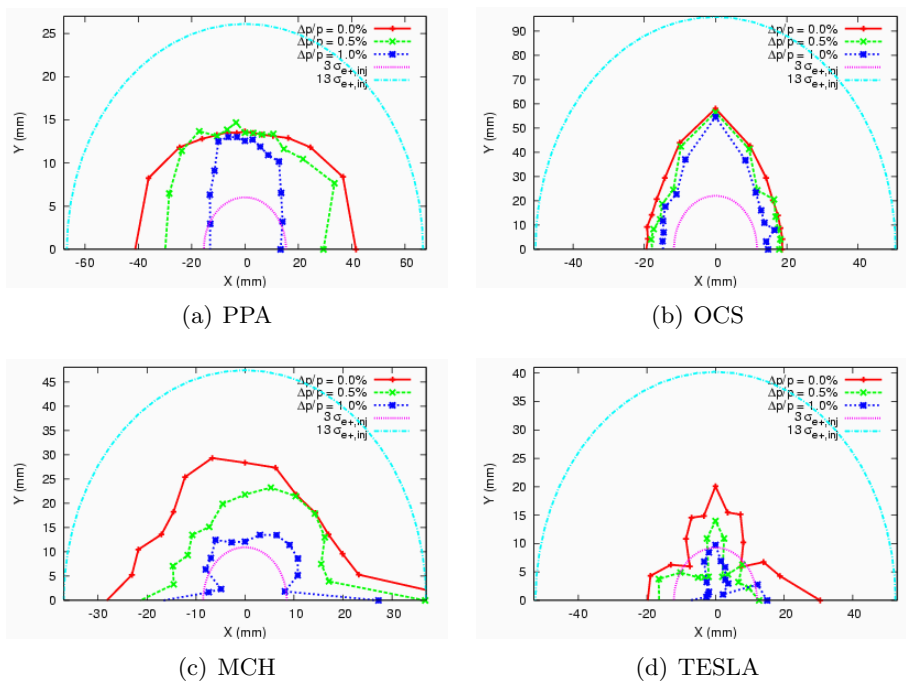 Δp/p = 0.0%
Δp/p = 0.5%
Δp/p = 1.0%
3 σe+,inj
13 σe+,inj
25
20
15
10
5
0
Y (mm)
-60 -40 -20 0 20 40 60
X (mm)
(a) PPA
Δp/p = 0.0%
Δp/p = 0.5%
Δp/p = 1.0%
3 σe+,inj
13 σe+,inj
90
80
70
60
50
40
30
20
10
0
Y (mm)
-40 -20 0 20 40
X (mm)
(b) OCS
Δp/p = 0.0%
Δp/p = 0.5%
Δp/p = 1.0%
3 σe+,inj
13 σe+,inj
45
40
35
30
25
20
15
10
5
0
Y (mm)
-30 -20 -10 0 10 20 30
X (mm)
(c) MCH
Δp/p = 0.0%
Δp/p = 0.5%
Δp/p = 1.0%
3 σe+,inj
13 σe+,inj
40
35
30
25
20
15
10
5
0
Y (mm)
-40 -20 0 20 40
X (mm)
(d) TESLA